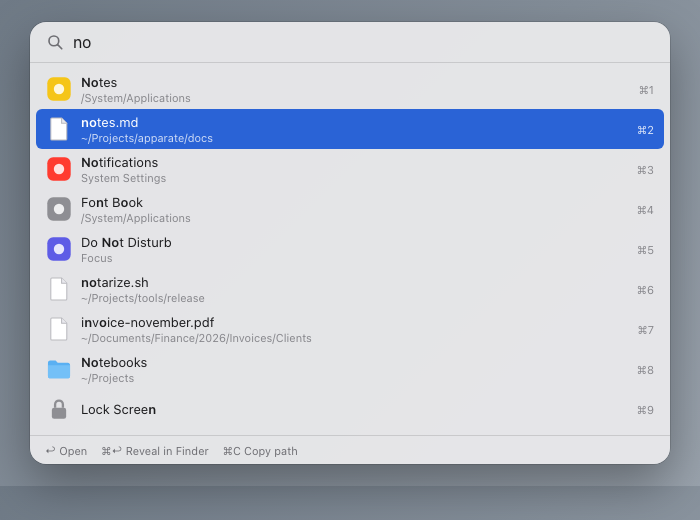 no
Notes
/System/Applications
⌘1
notes.md
~/Projects/apparate/docs
⌘2
Notifications
System Settings
⌘3
Font Book
/System/Applications
⌘4
Do Not Disturb
Focus
⌘5
notarize.sh
~/Projects/tools/release
⌘6
invoice-november.pdf
~/Documents/Finance/2026/Invoices/Clients
⌘7
Notebooks
~/Projects
⌘8
Lock Screen
⌘9
↩ Open ⌘↩ Reveal in Finder ⌘C Copy path